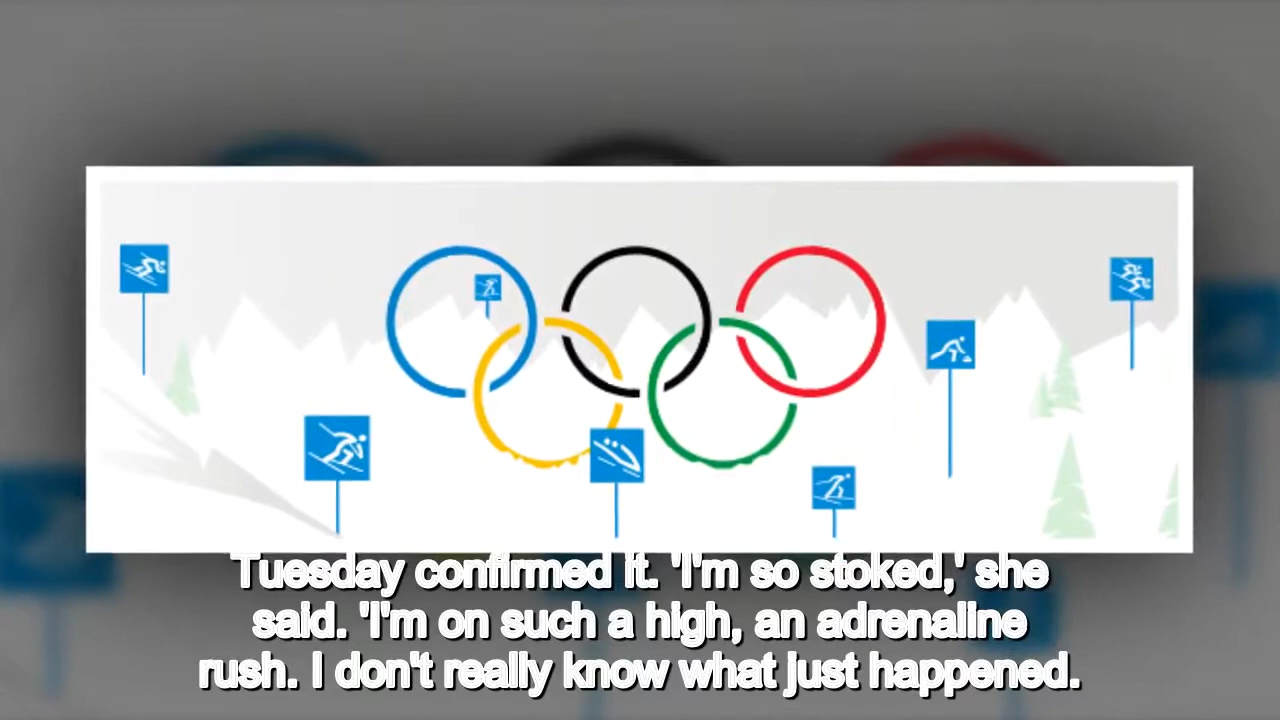 Tuesday confirmed it. 'I'm so stoked,' she
said. 'I'm on such a high, an adrenaline
rush. I don't really know what just happened.